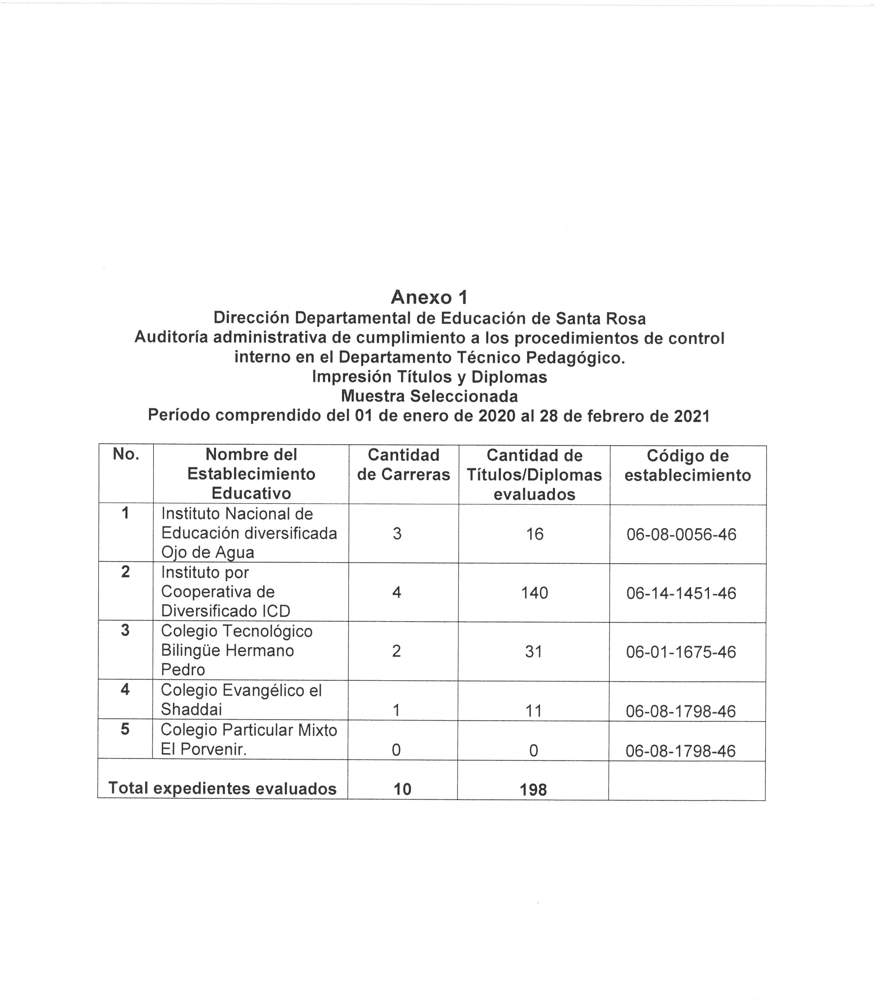 Anexo 1
Dirección Departamental de Educación de Santa Rosa
Auditoría administrativa de cumplimiento a los procedimientos de control
interno en el Departamento Técnico Pedagógico.
Impresión Títulos y Diplomas
Muestra Seleccionada
Período comprendido del 01 de enero de 2020 al 28 de febrero de 2021
No.
Nombre del
Establecimiento
Educativo
Cantidad
de Carreras
Cantidad de
Títulos/Diplomas
evaluados
Código de
establecimiento
1
Instituto Nacional de
Educación diversificada
Ojo de Agua
3
16
06-08-0056-46
2
Instituto por
Cooperativa de
Diversificado ICD
4
140
06-14-1451-46
3
Colegio Tecnológico
Bilingüe Hermano
Pedro
2
31
06-01-1675-46
4
Colegio Evangélico el
Shaddai
1
11
06-08-1798-46
5
Colegio Particular Mixto
El Porvenir.
0
0
06-08-1798-46
Total expedientes evaluados
10
198